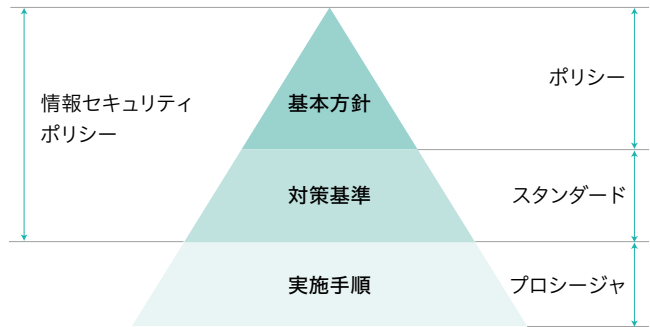 情報セキュリティ
ポリシー
基本方針
対策基準
実施手順
ポリシー
スタンダード
プロシージャ